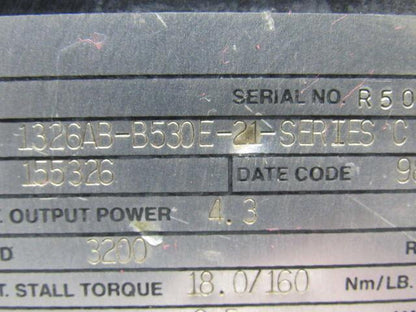 SERIAL NO. R50
1326AB-B530E-21-SERIES C
155326 DATE CODE 9
OUTPUT POWER 4.3
D 3200 R
T. STALL TORQUE 18.0/160 Nm/LB.